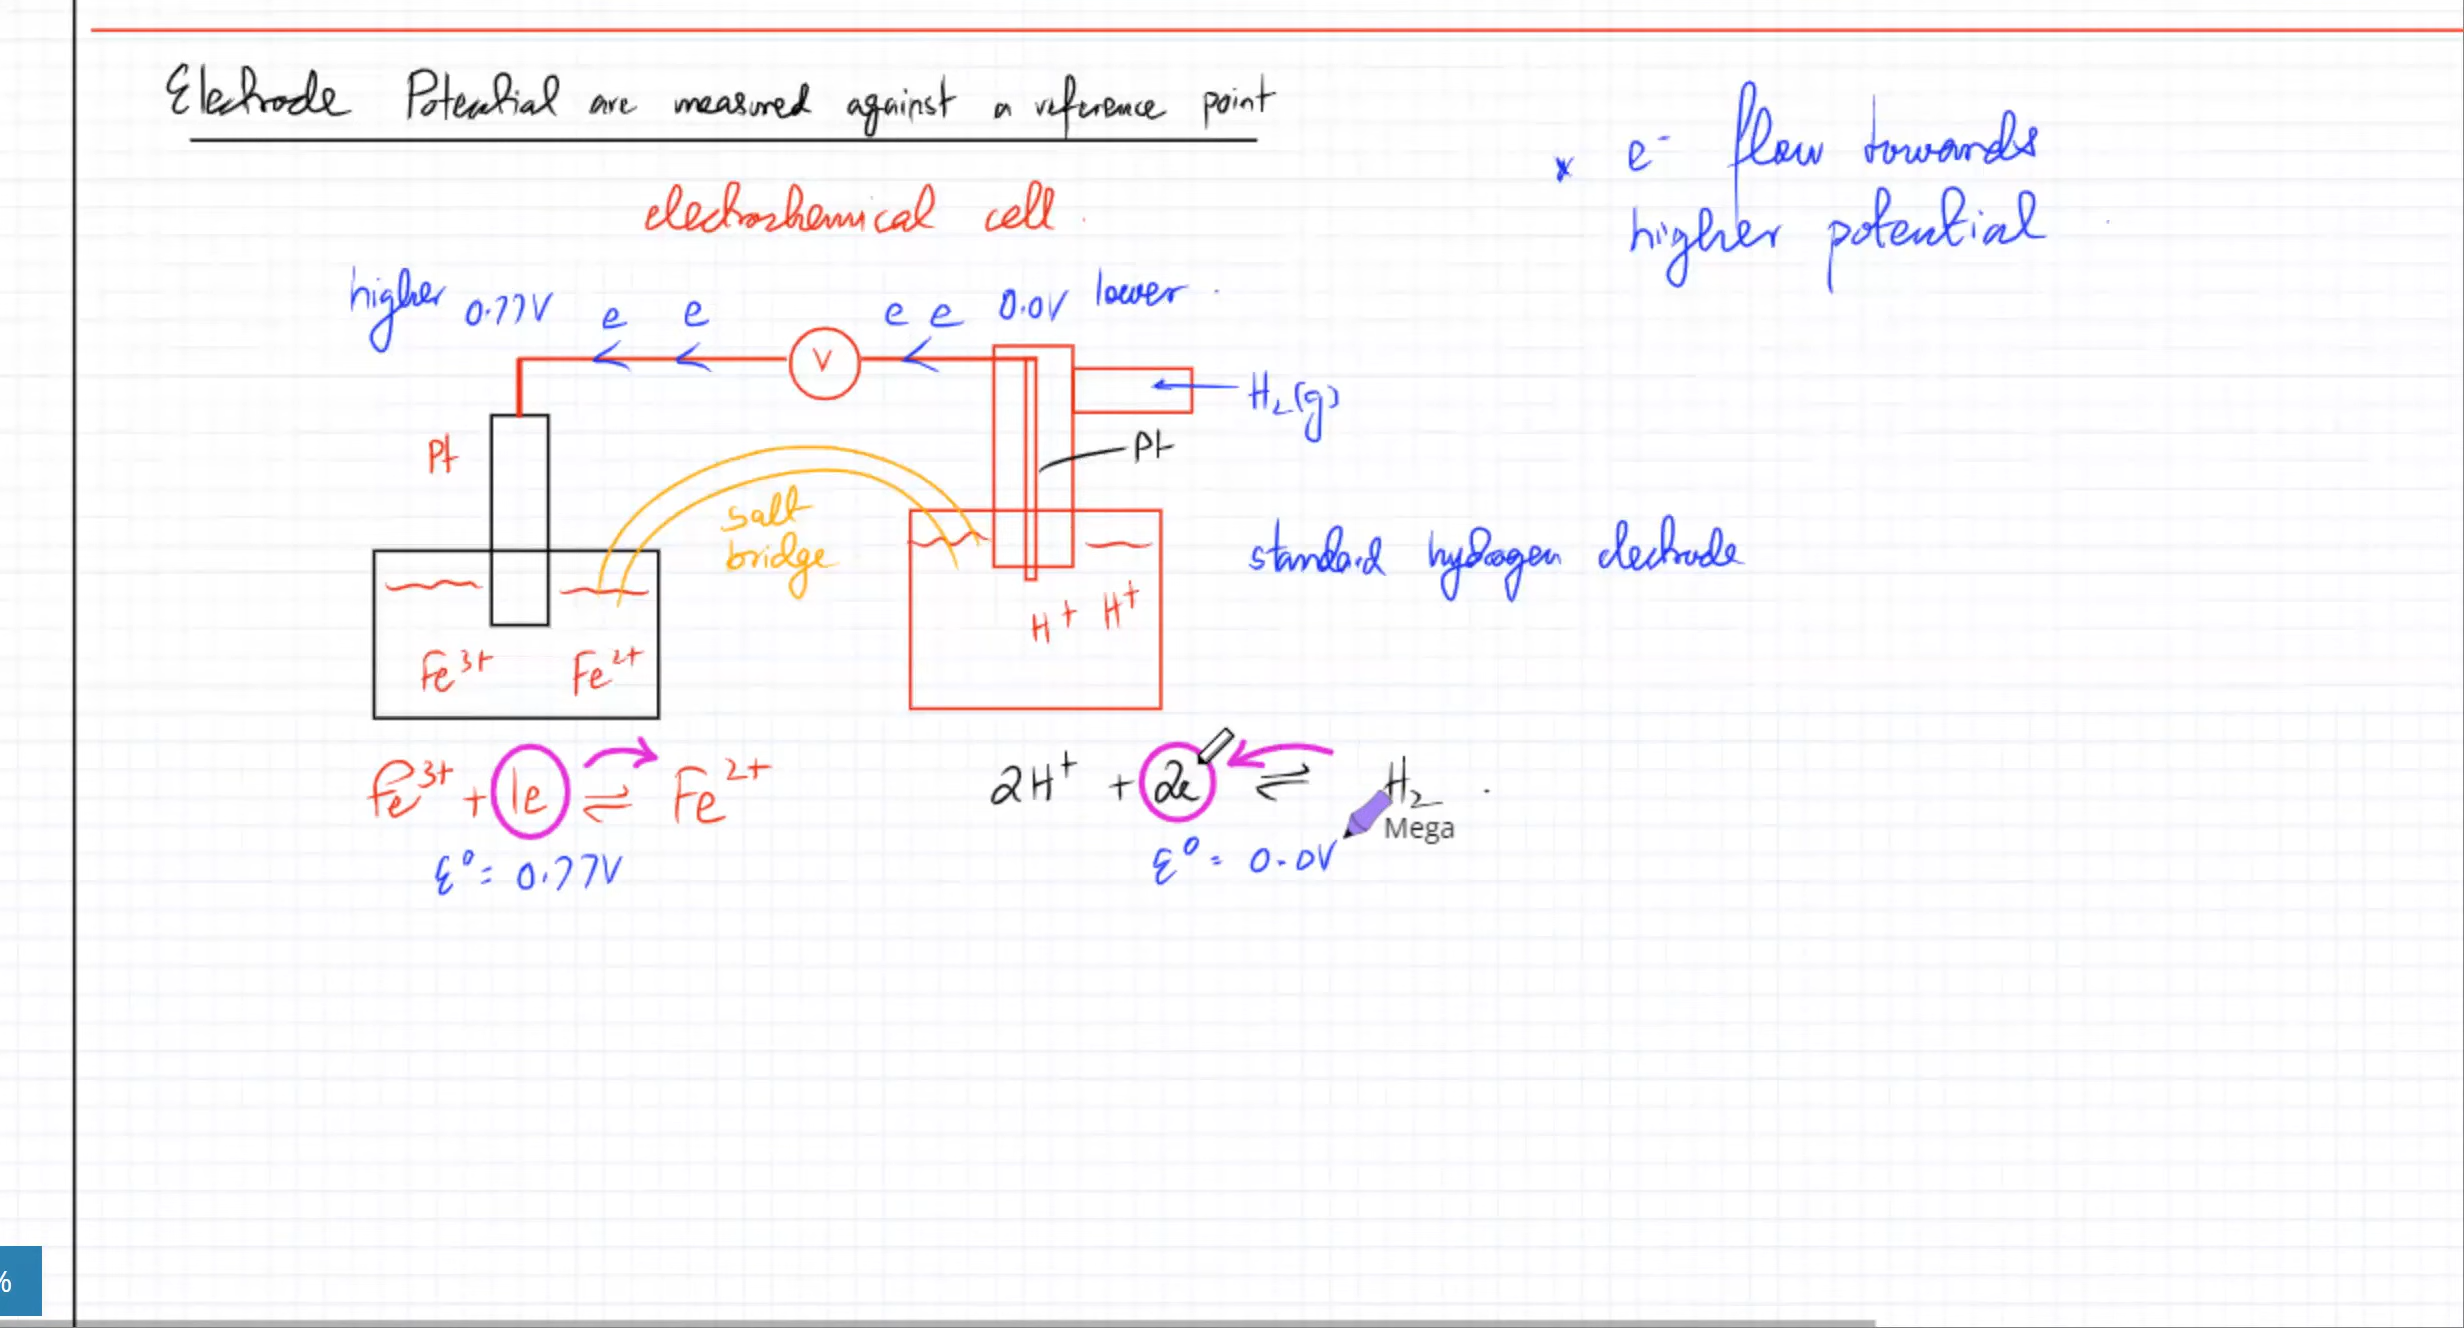 Electrode Potential are measured against a reference point
* e⁻ flow towards
higher potential
electrochemical cell
higher 0.77V e e e e 0.0V lower
V
H₂(g)
Pt
Pt
salt
bridge
standard hydrogen electrode
H⁺ H⁺
Fe³⁺ Fe²⁺
Fe³⁺ + 1e ⇌ Fe²⁺
2H⁺ + 2e ⇌ H₂
Mega
ε° = 0.77V
ε° = 0.0V
%